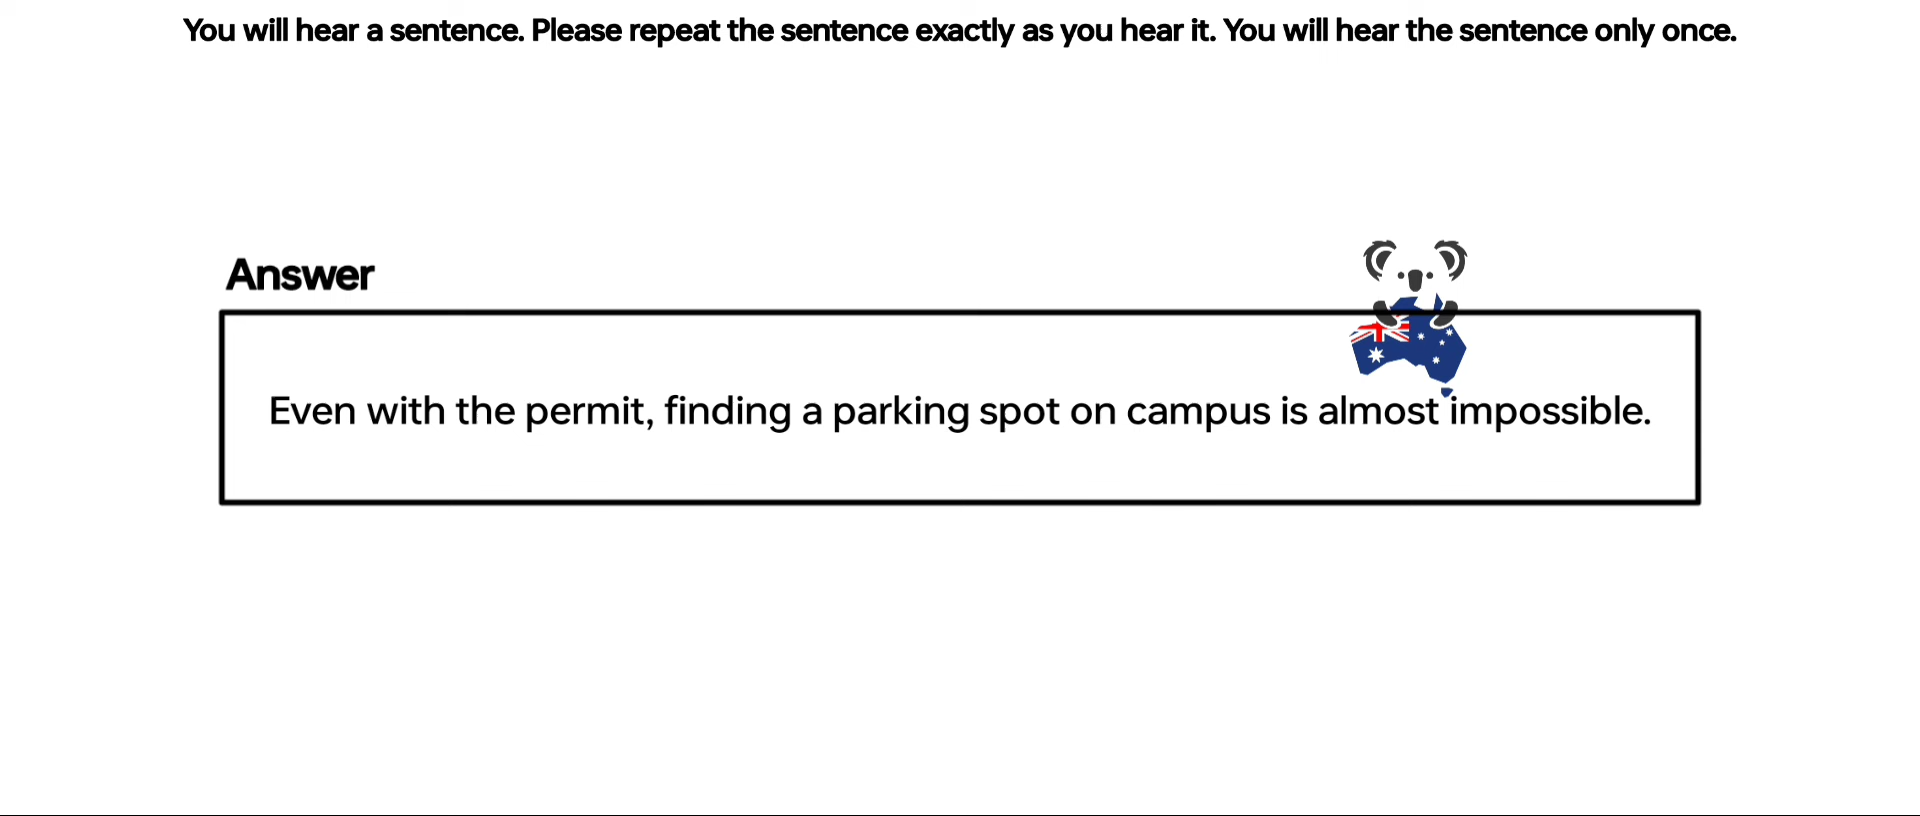 You will hear a sentence. Please repeat the sentence exactly as you hear it. You will hear the sentence only once.
Answer
Even with the permit, finding a parking spot on campus is almost impossible.